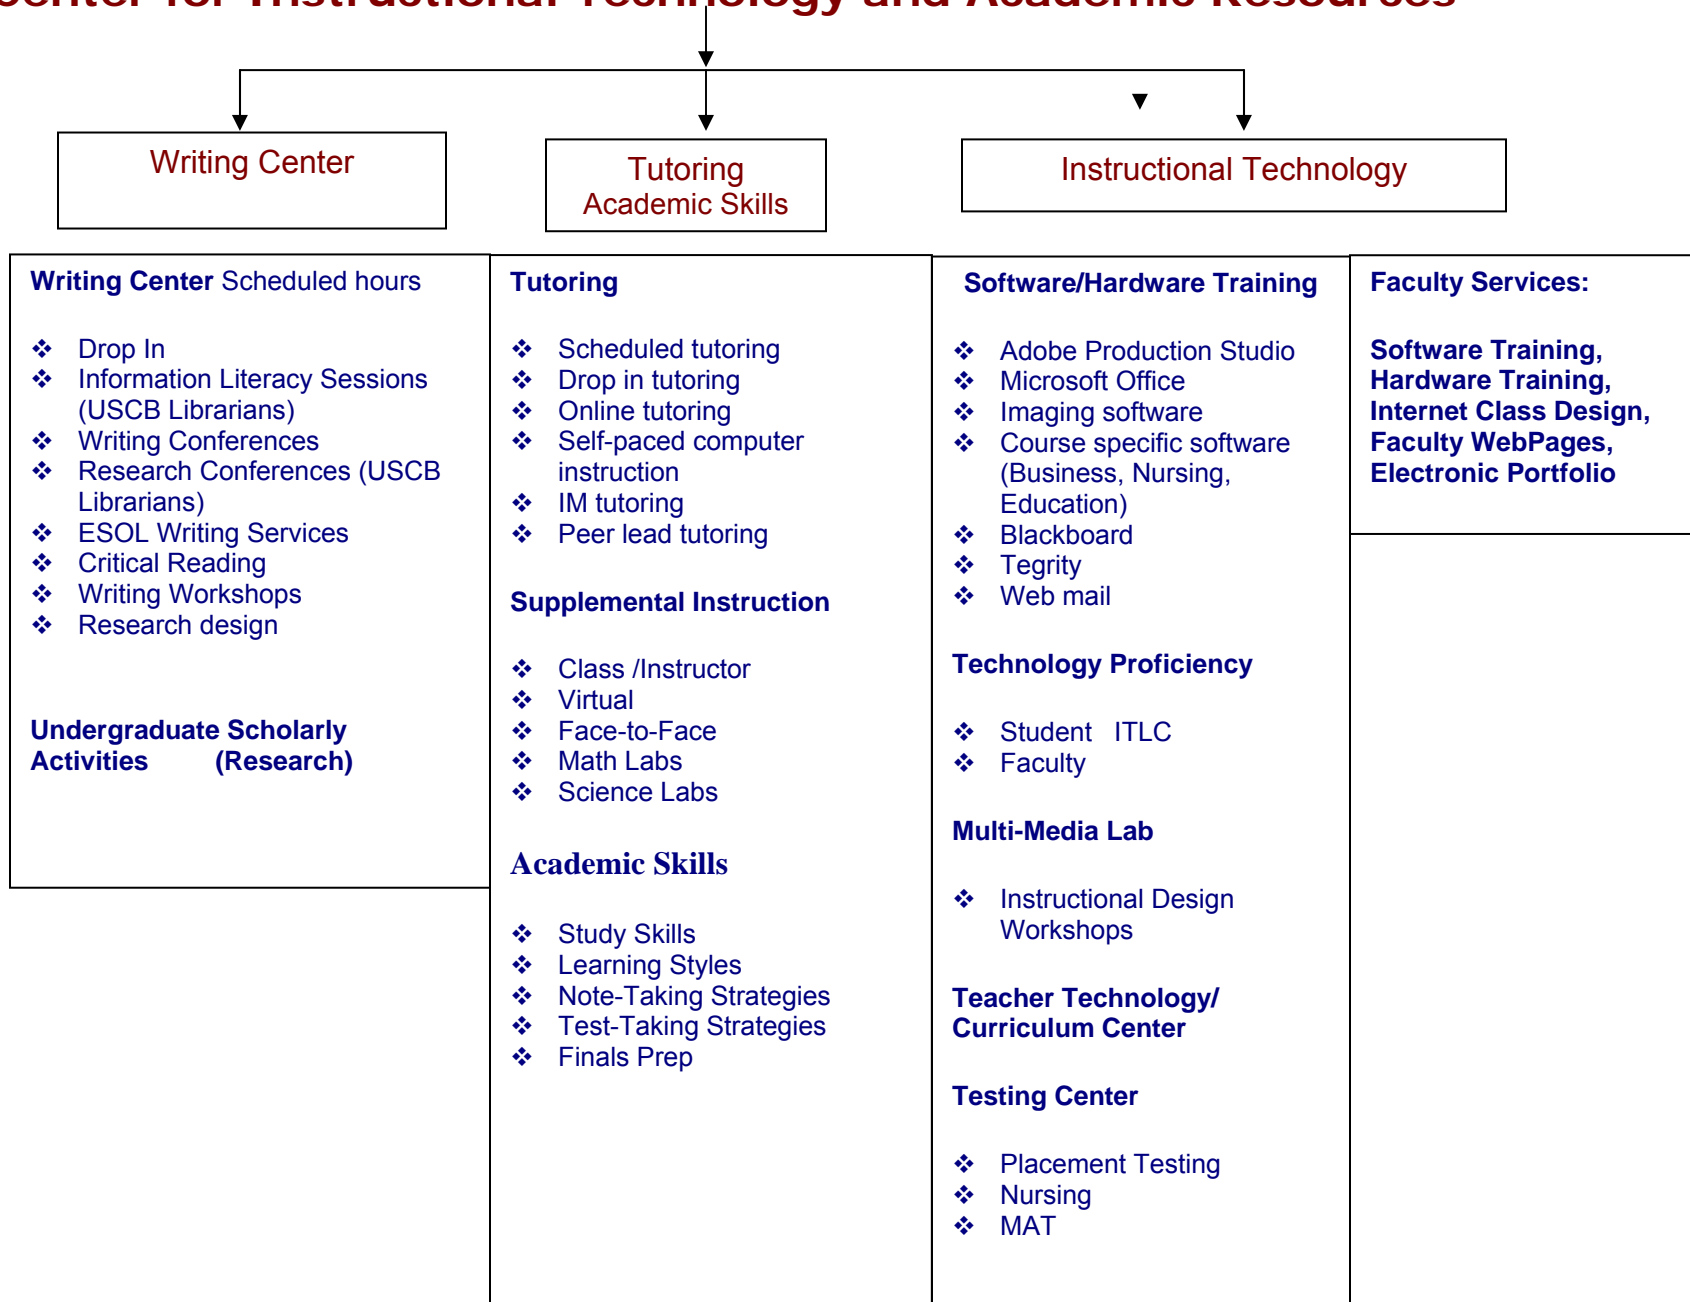 Center for Instructional Technology and Academic Resources
Writing Center
Tutoring
Academic Skills
Instructional Technology
Writing Center Scheduled hours
❖ Drop In
❖ Information Literacy Sessions
(USCB Librarians)
❖ Writing Conferences
❖ Research Conferences (USCB
Librarians)
❖ ESOL Writing Services
❖ Critical Reading
❖ Writing Workshops
❖ Research design
Undergraduate Scholarly
Activities (Research)
Tutoring
❖ Scheduled tutoring
❖ Drop in tutoring
❖ Online tutoring
❖ Self-paced computer
instruction
❖ IM tutoring
❖ Peer lead tutoring
Supplemental Instruction
❖ Class /Instructor
❖ Virtual
❖ Face-to-Face
❖ Math Labs
❖ Science Labs
Academic Skills
❖ Study Skills
❖ Learning Styles
❖ Note-Taking Strategies
❖ Test-Taking Strategies
❖ Finals Prep
Software/Hardware Training
❖ Adobe Production Studio
❖ Microsoft Office
❖ Imaging software
❖ Course specific software
(Business, Nursing,
Education)
❖ Blackboard
❖ Tegrity
❖ Web mail
Technology Proficiency
❖ Student ITLC
❖ Faculty
Multi-Media Lab
❖ Instructional Design
Workshops
Teacher Technology/
Curriculum Center
Testing Center
❖ Placement Testing
❖ Nursing
❖ MAT
Faculty Services:
Software Training,
Hardware Training,
Internet Class Design,
Faculty WebPages,
Electronic Portfolio